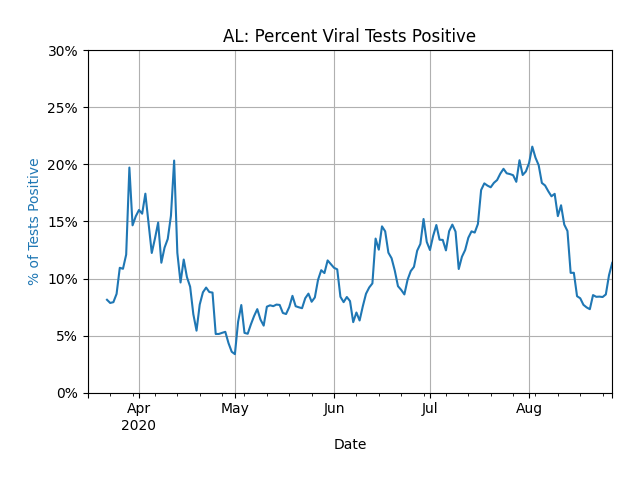 AL: Percent Viral Tests Positive
% of Tests Positive
30%
25%
20%
15%
10%
5%
0%
Apr May Jun Jul Aug
2020
Date